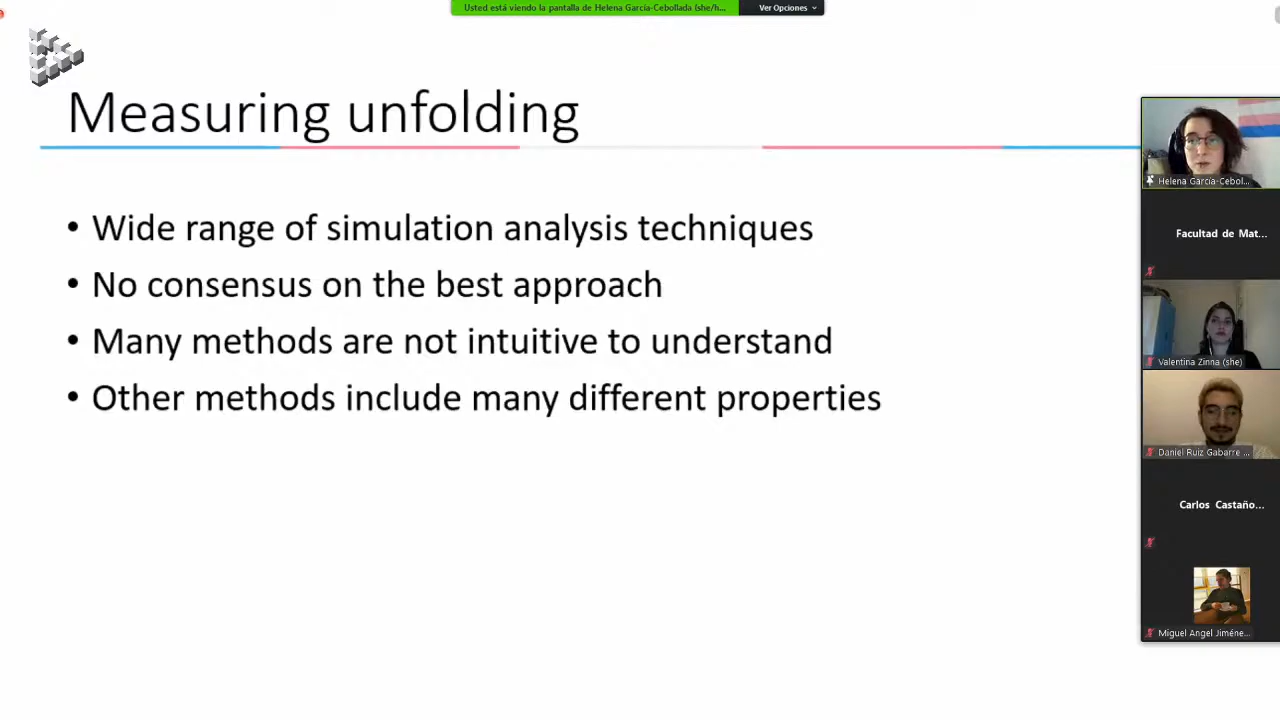 Usted está viendo la pantalla de Helena García-Cebollada (she/h...
Ver Opciones
Measuring unfolding
• Wide range of simulation analysis techniques
• No consensus on the best approach
• Many methods are not intuitive to understand
• Other methods include many different properties
Helena García-Cebol...
Facultad de Mat...
Valentina Zinna (she)
Daniel Ruiz Gabarre ...
Carlos Castaño...
Miguel Angel Jiméne...